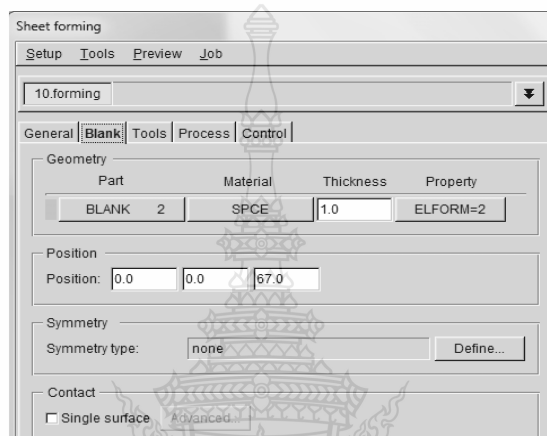 Sheet forming
Setup Tools Preview Job
10.forming
General Blank Tools Process Control
Geometry
Part Material Thickness Property
BLANK 2 SPCE 1.0 ELFORM=2
Position
Position: 0.0 0.0 67.0
Symmetry
Symmetry type: none Define...
Contact
Single surface Advanced...